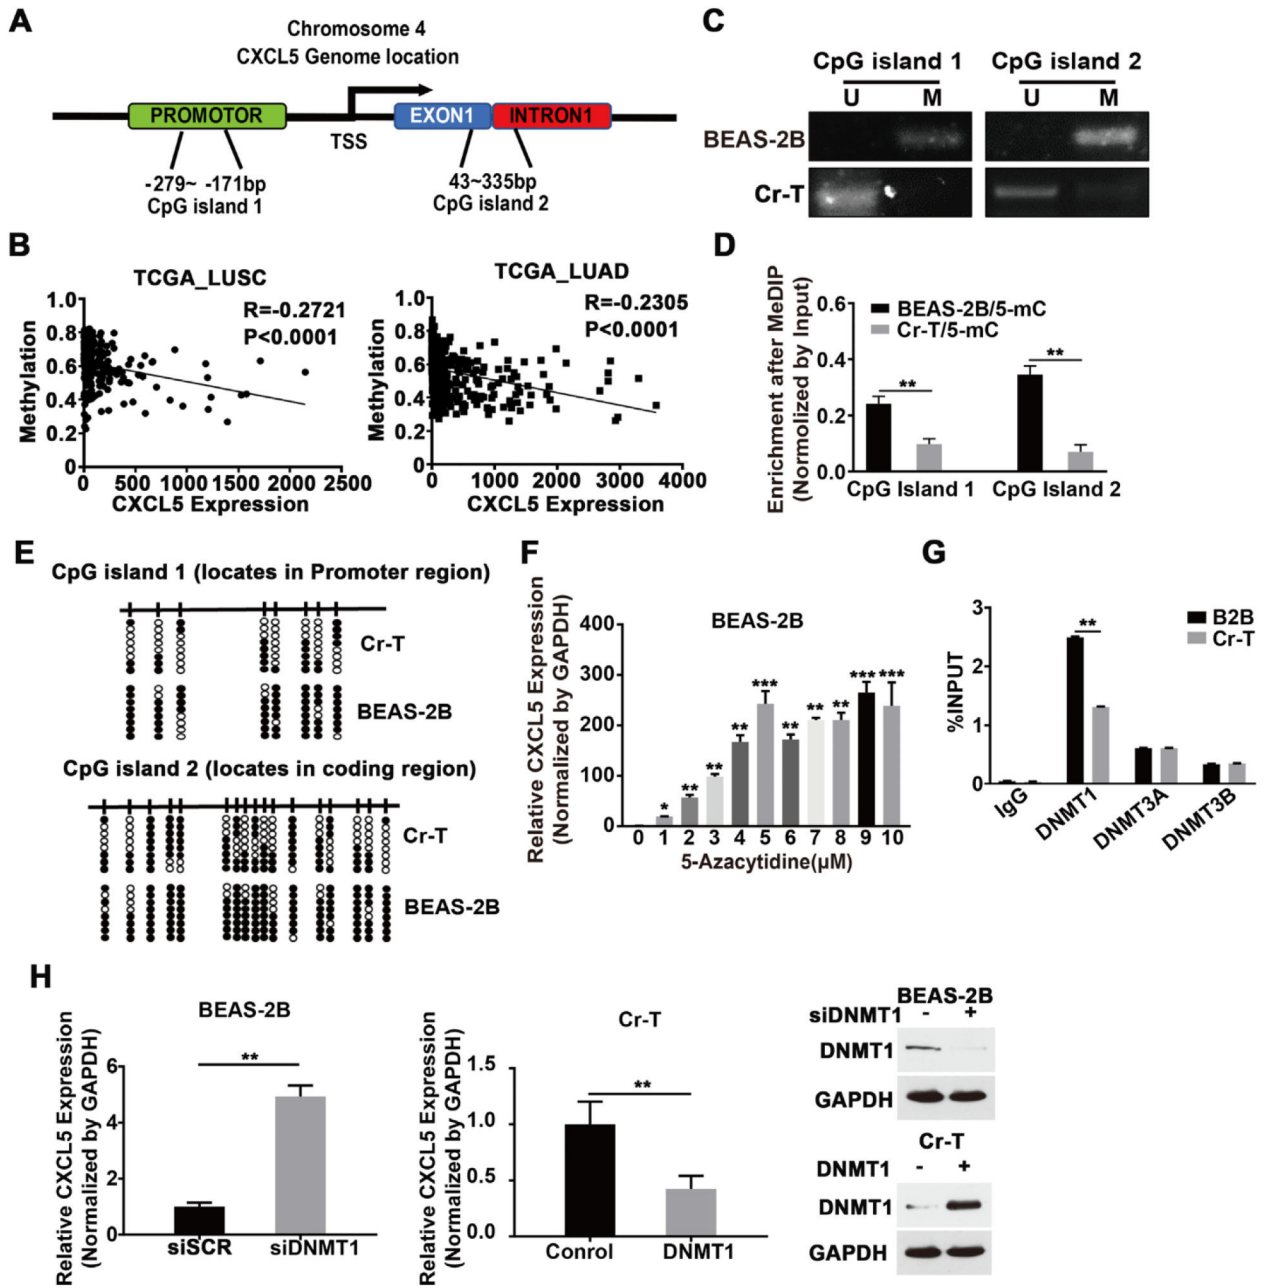 A
Chromosome 4
CXCL5 Genome location
PROMOTOR
TSS
EXON1
INTRON1
-279~ -171bp
CpG island 1
43~335bp
CpG island 2
B
TCGA_LUSC
R=-0.2721
P<0.0001
Methylation
1.0
0.8
0.6
0.4
0.2
0
0 500 1000 1500 2000 2500
CXCL5 Expression
TCGA_LUAD
R=-0.2305
P<0.0001
Methylation
1.0
0.8
0.6
0.4
0.2
0
0 1000 2000 3000 4000
CXCL5 Expression
C
CpG island 1
CpG island 2
U M U M
BEAS-2B
Cr-T
D
Enrichment after MeDIP
(Normolized by Input)
0.6
0.4
0.2
0.0
BEAS-2B/5-mC
Cr-T/5-mC
**
**
CpG Island 1
CpG Island 2
E
CpG island 1 (locates in Promoter region)
Cr-T
BEAS-2B
CpG island 2 (locates in coding region)
Cr-T
BEAS-2B
F
Relative CXCL5 Expression
(Normalized by GAPDH)
BEAS-2B
400
300
200
100
0
* ** ** ** *** ** ** ** *** ***
0 1 2 3 4 5 6 7 8 9 10
5-Azacytidine(μM)
G
%INPUT
3
2
1
0
**
B2B
Cr-T
IgG
DNMT1
DNMT3A
DNMT3B
H
Relative CXCL5 Expression
(Normalized by GAPDH)
BEAS-2B
6
4
2
0
**
siSCR
siDNMT1
Relative CXCL5 Expression
(Normalized by GAPDH)
Cr-T
1.5
1.0
0.5
0.0
**
Conrol
DNMT1
BEAS-2B
siDNMT1 - +
DNMT1
GAPDH
Cr-T
DNMT1 - +
DNMT1
GAPDH